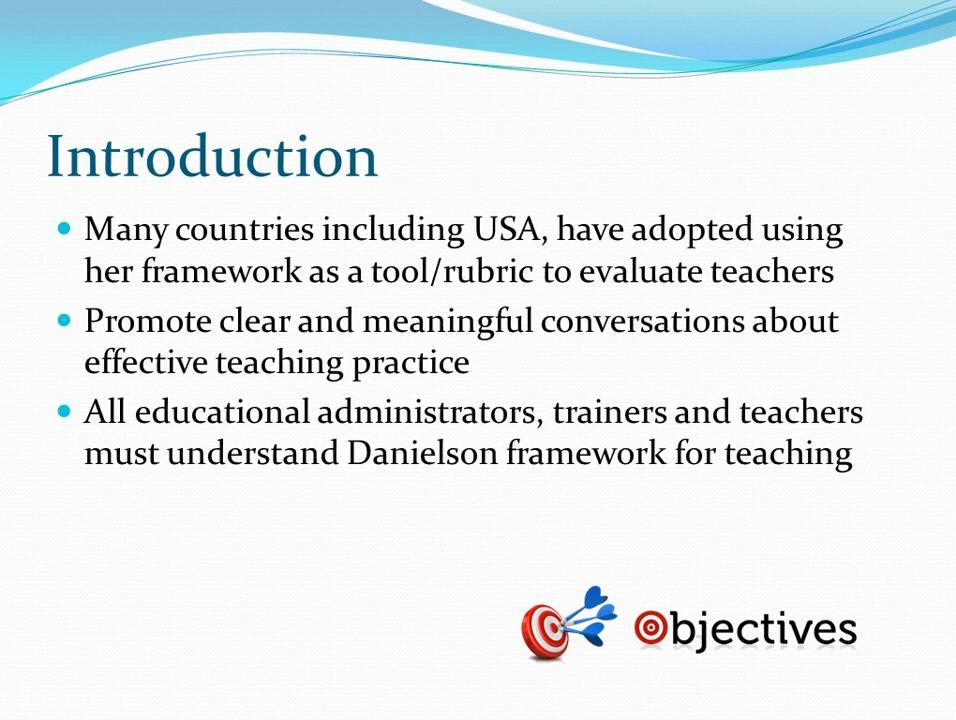 Introduction
Many countries including USA, have adopted using
her framework as a tool/rubric to evaluate teachers
Promote clear and meaningful conversations about
effective teaching practice
All educational administrators, trainers and teachers
must understand Danielson framework for teaching
Objectives